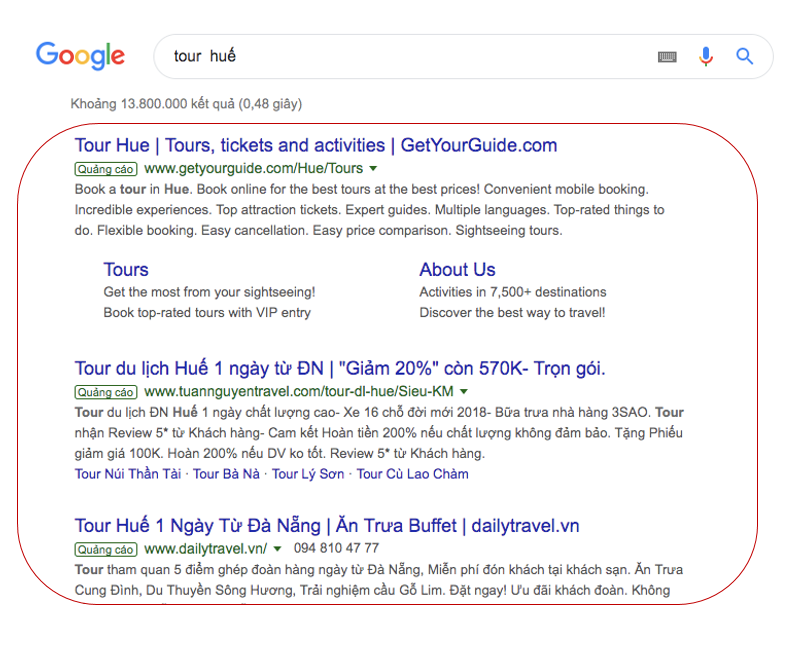 Google
tour huế
Khoảng 13.800.000 kết quả (0,48 giây)
Tour Hue | Tours, tickets and activities | GetYourGuide.com
Quảng cáo www.getyourguide.com/Hue/Tours
Book a tour in Hue. Book online for the best tours at the best prices! Convenient mobile booking.
Incredible experiences. Top attraction tickets. Expert guides. Multiple languages. Top-rated things to
do. Flexible booking. Easy cancellation. Easy price comparison. Sightseeing tours.
Tours
Get the most from your sightseeing!
Book top-rated tours with VIP entry
About Us
Activities in 7,500+ destinations
Discover the best way to travel!
Tour du lịch Huế 1 ngày từ ĐN | "Giảm 20%" còn 570K- Trọn gói.
Quảng cáo www.tuannguyentravel.com/tour-dl-hue/Sieu-KM
Tour du lịch ĐN Huế 1 ngày chất lượng cao- Xe 16 chỗ đời mới 2018- Bữa trưa nhà hàng 3SAO. Tour
nhận Review 5* từ Khách hàng- Cam kết Hoàn tiền 200% nếu chất lượng không đảm bảo. Tặng Phiếu
giảm giá 100K. Hoàn 200% nếu DV ko tốt. Review 5* từ Khách hàng.
Tour Núi Thần Tài · Tour Bà Nà · Tour Lý Sơn · Tour Cù Lao Chàm
Tour Huế 1 Ngày Từ Đà Nẵng | Ăn Trưa Buffet | dailytravel.vn
Quảng cáo www.dailytravel.vn/ 094 810 47 77
Tour tham quan 5 điểm ghép đoàn hàng ngày từ Đà Nẵng, Miễn phí đón khách tại khách sạn. Ăn Trưa
Cung Đình, Du Thuyền Sông Hương, Trải nghiệm cầu Gỗ Lim. Đặt ngay! Ưu đãi khách đoàn. Không